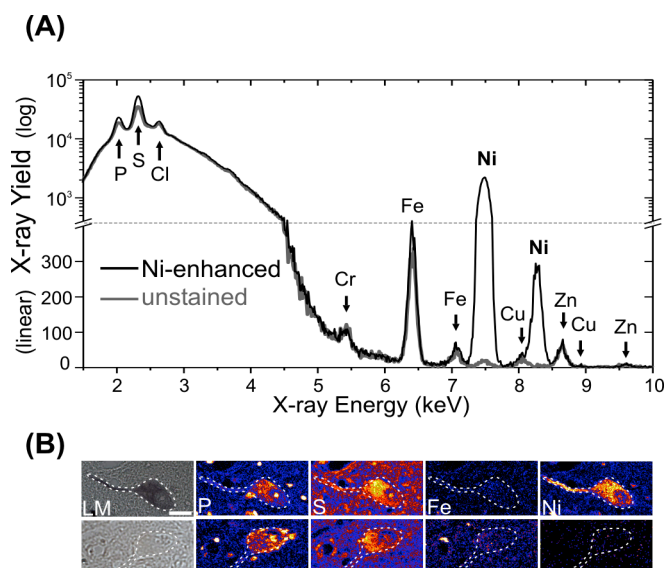 (A)
X-ray Yield (log)
(linear)
10⁵
10⁴
10³
300
200
100
0
P
S
Cl
Ni-enhanced
unstained
Cr
Fe
Fe
Ni
Cu
Ni
Zn
Cu
Zn
2 3 4 5 6 7 8 9 10
X-ray Energy (keV)
(B)
LM P S Fe Ni